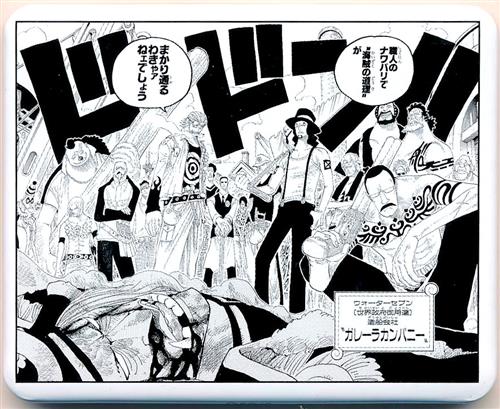 職人の
ナワバリで
"海賊の道理"
が
まかり通る
わきゃァ
ねェでしょう
ドドーン
ウォーターセブン
［世界政府御用達］
造船会社
"ガレーラカンパニー"